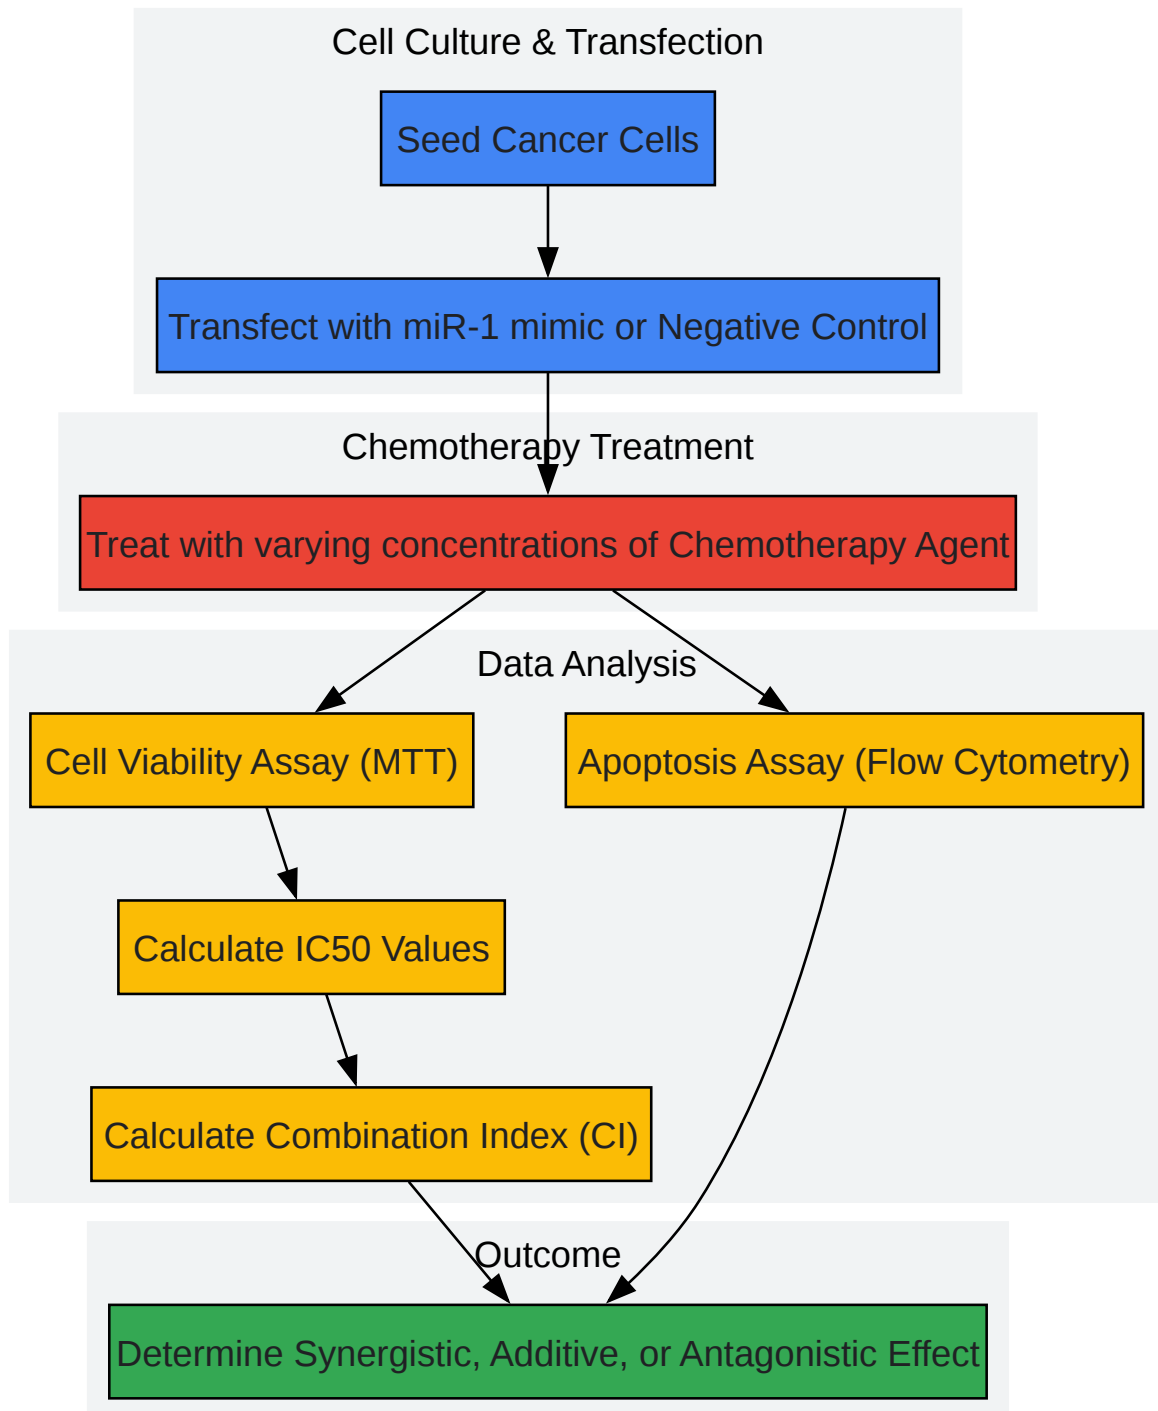 Cell Culture & Transfection
Seed Cancer Cells
Transfect with miR-1 mimic or Negative Control
Chemotherapy Treatment
Treat with varying concentrations of Chemotherapy Agent
Data Analysis
Cell Viability Assay (MTT)
Apoptosis Assay (Flow Cytometry)
Calculate IC50 Values
Calculate Combination Index (CI)
Outcome
Determine Synergistic, Additive, or Antagonistic Effect